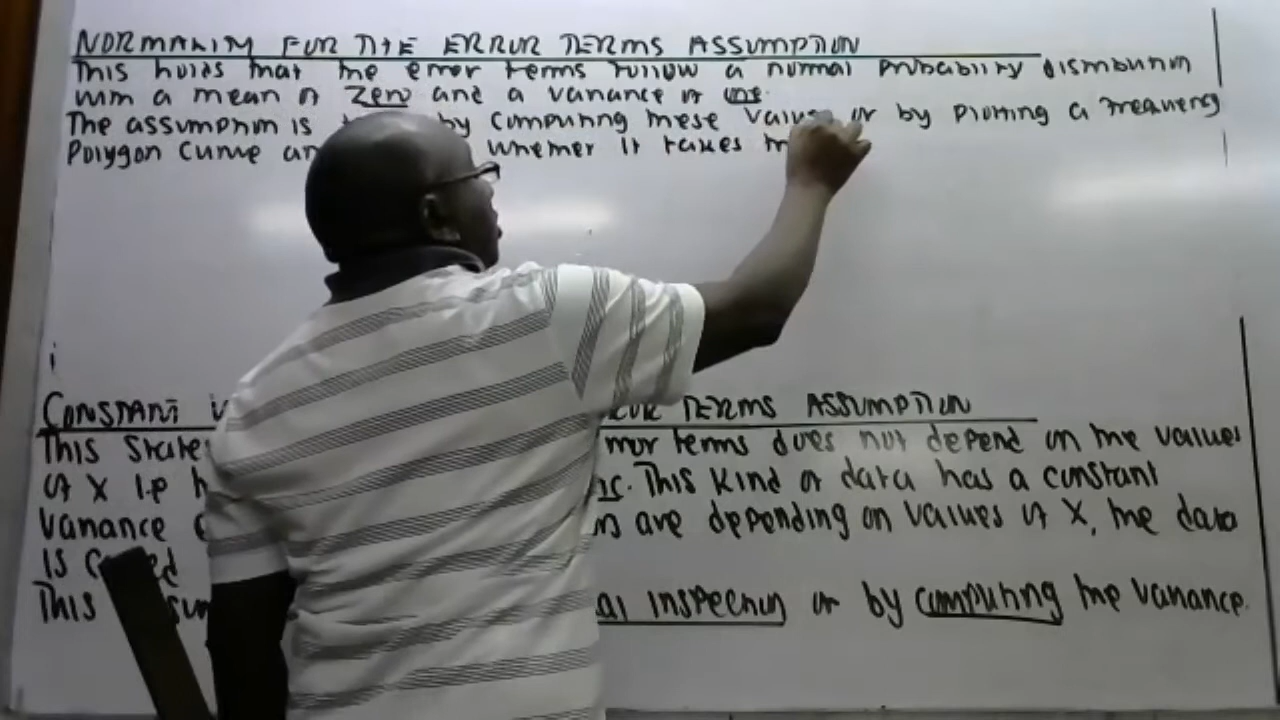 NORMALITY FOR THE ERROR TERMS ASSUMPTION
This holds that the error terms follow a normal probability distribution
with a mean of Zero and a variance of one.
The assumption is by computing these values or by plotting a frequency
Polygon curve an whether it takes
CONSTANT TERMS ASSUMPTION
This State error terms does not depend on the values
of X i.e This kind of data has a constant
variance are depending on values of X, the data
is
This inspection or by computing the variance.